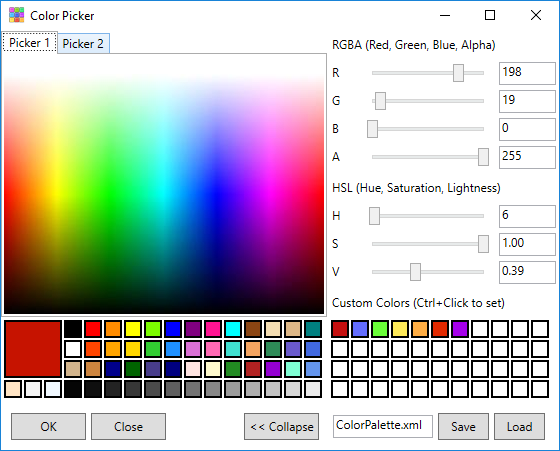 Color Picker
Picker 1 Picker 2
RGBA (Red, Green, Blue, Alpha)
R 198
G 19
B 0
A 255
HSL (Hue, Saturation, Lightness)
H 6
S 1.00
V 0.39
Custom Colors (Ctrl+Click to set)
OK Close << Collapse ColorPalette.xml Save Load